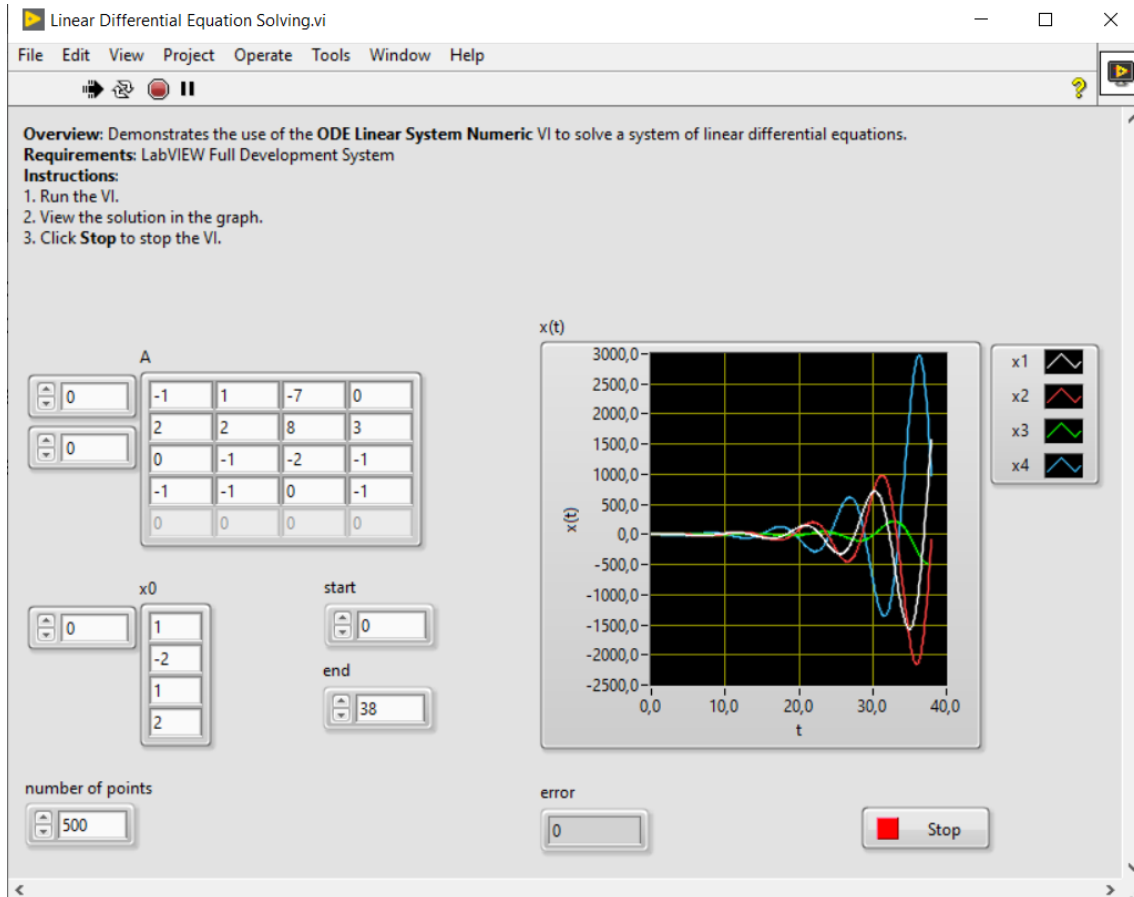 Linear Differential Equation Solving.vi
File Edit View Project Operate Tools Window Help
Overview: Demonstrates the use of the ODE Linear System Numeric VI to solve a system of linear differential equations.
Requirements: LabVIEW Full Development System
Instructions:
1. Run the VI.
2. View the solution in the graph.
3. Click Stop to stop the VI.
A
0
0
-1 1 -7 0
2 2 8 3
0 -1 -2 -1
-1 -1 0 -1
0 0 0 0
x0
0
1
-2
1
2
start
0
end
38
number of points
500
x(t)
x(t)
3000,0
2500,0
2000,0
1500,0
1000,0
500,0
0,0
-500,0
-1000,0
-1500,0
-2000,0
-2500,0
0,0 10,0 20,0 30,0 40,0
t
x1
x2
x3
x4
error
0
Stop